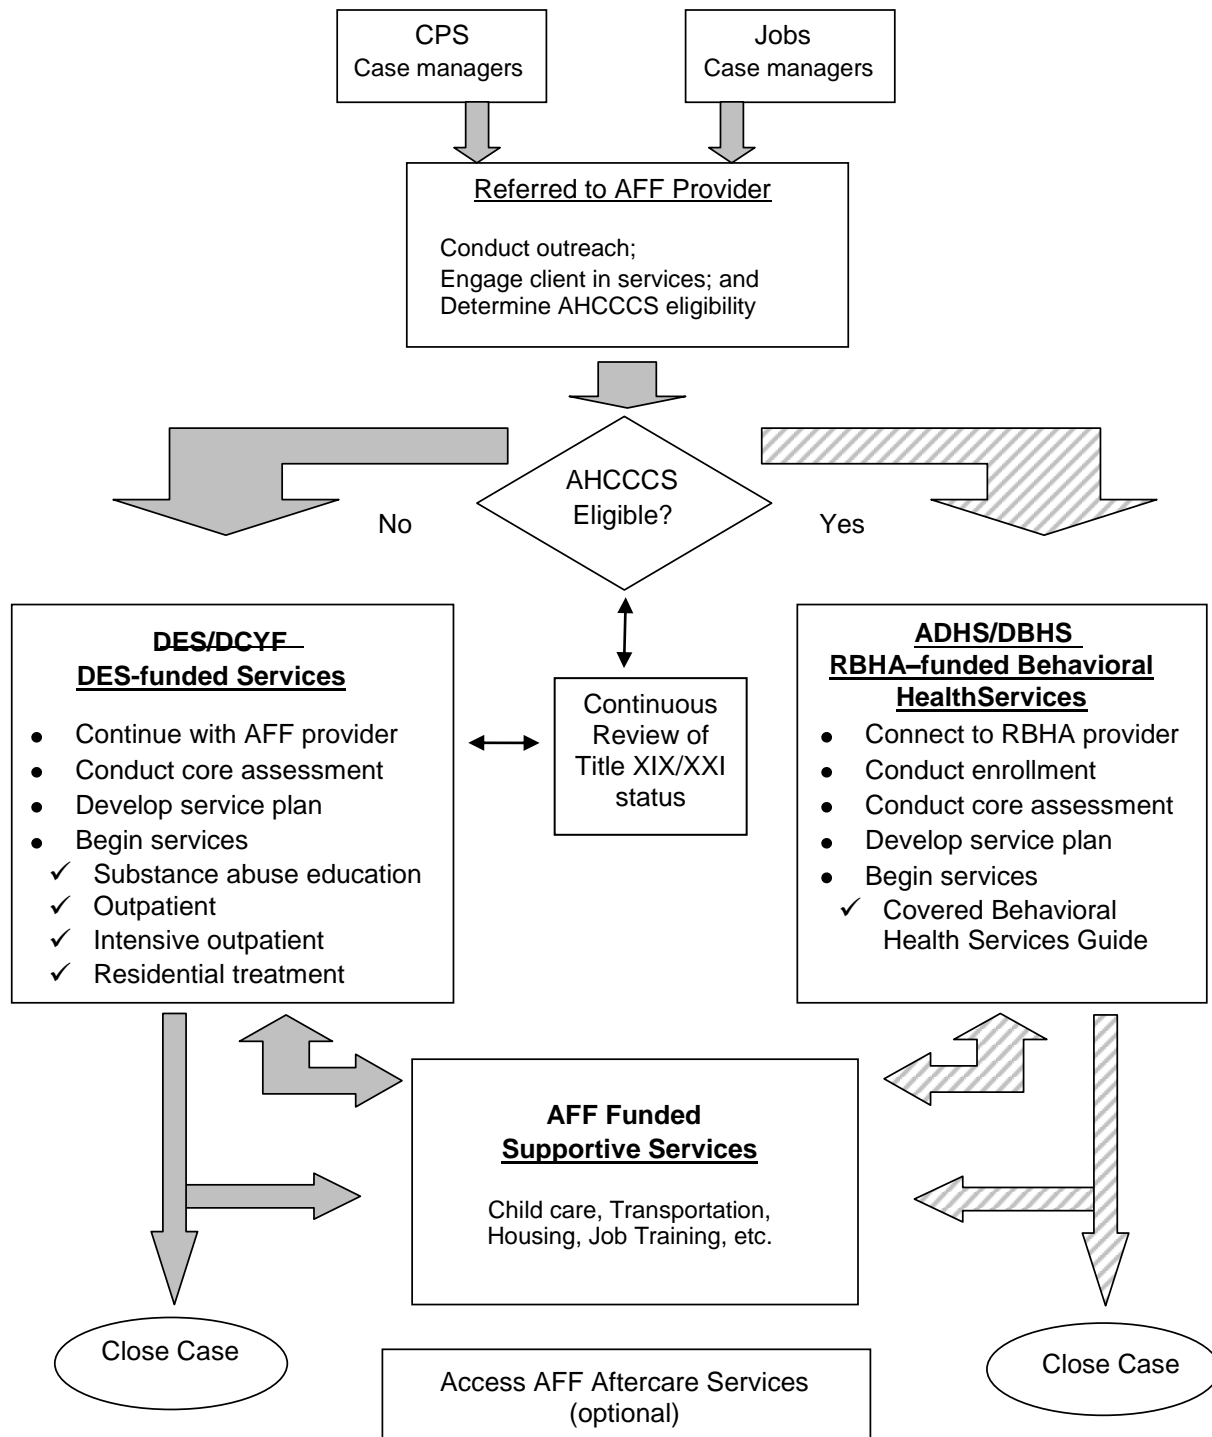 CPS
Case managers
Jobs
Case managers
Referred to AFF Provider
Conduct outreach;
Engage client in services; and
Determine AHCCCS eligibility
AHCCCS
Eligible?
No
Yes
DES/DCYF
DES-funded Services
● Continue with AFF provider
● Conduct core assessment
● Develop service plan
● Begin services
✓ Substance abuse education
✓ Outpatient
✓ Intensive outpatient
✓ Residential treatment
Continuous
Review of
Title XIX/XXI
status
ADHS/DBHS
RBHA–funded Behavioral
HealthServices
● Connect to RBHA provider
● Conduct enrollment
● Conduct core assessment
● Develop service plan
● Begin services
✓ Covered Behavioral
Health Services Guide
AFF Funded
Supportive Services
Child care, Transportation,
Housing, Job Training, etc.
Close Case
Access AFF Aftercare Services
(optional)
Close Case